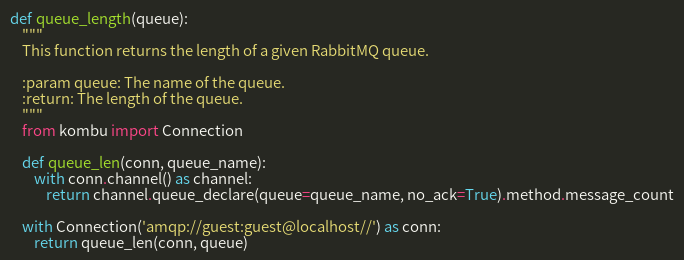 def queue_length(queue):
    """
    This function returns the length of a given RabbitMQ queue.

    :param queue: The name of the queue.
    :return: The length of the queue.
    """
    from kombu import Connection

    def queue_len(conn, queue_name):
        with conn.channel() as channel:
            return channel.queue_declare(queue=queue_name, no_ack=True).method.message_count

    with Connection('amqp://guest:guest@localhost//') as conn:
        return queue_len(conn, queue)